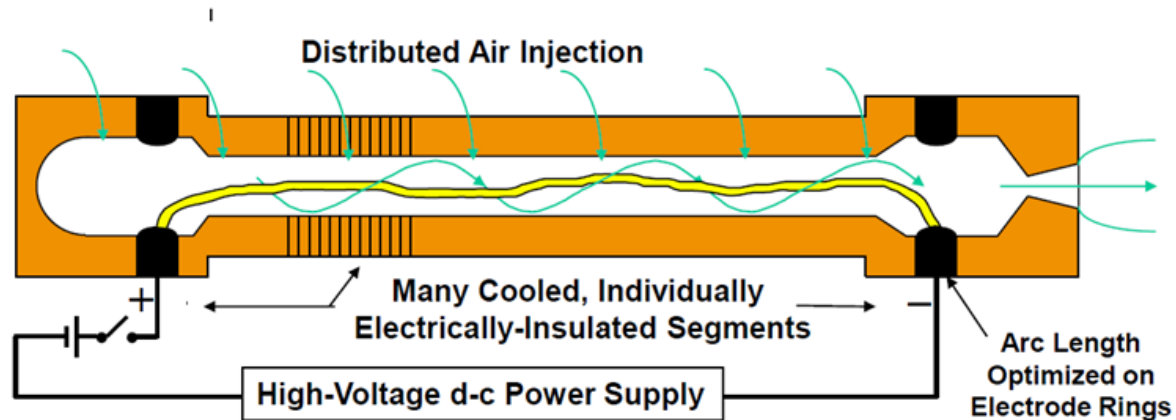 Distributed Air Injection
+
−
Many Cooled, Individually
Electrically-Insulated Segments
Arc Length
Optimized on
Electrode Rings
High-Voltage d-c Power Supply